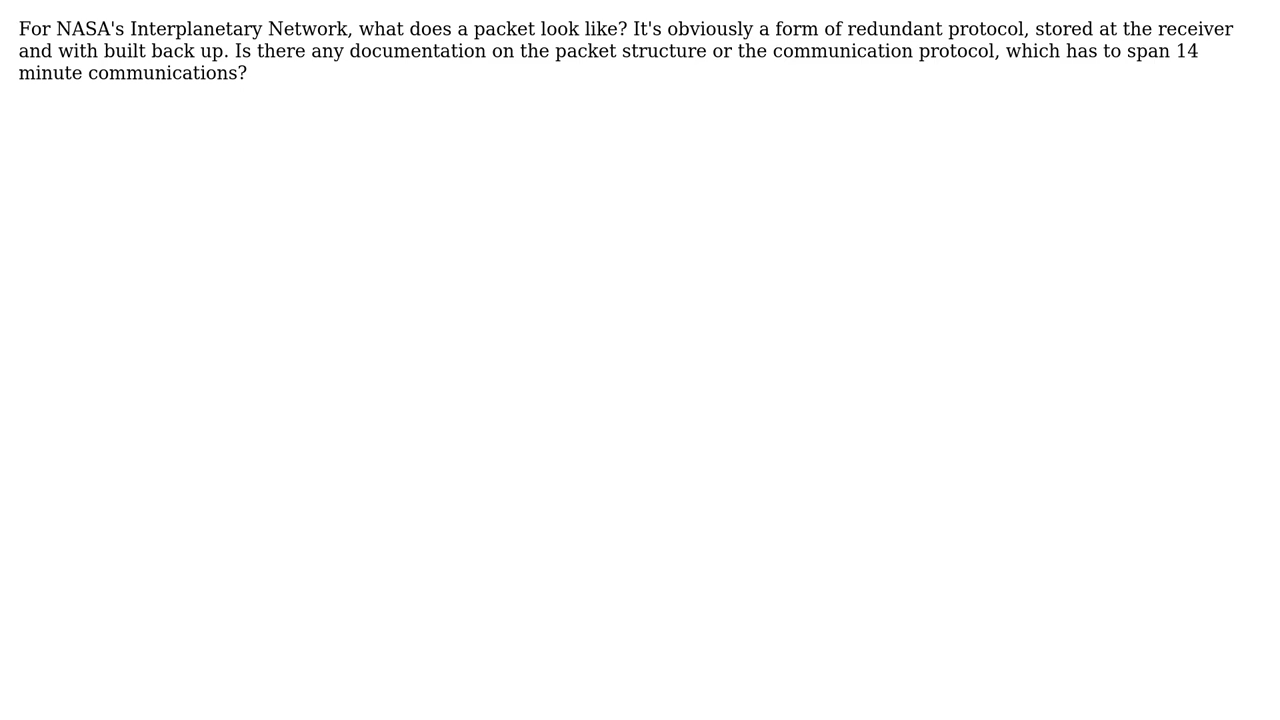 For NASA's Interplanetary Network, what does a packet look like? It's obviously a form of redundant protocol, stored at the receiver
and with built back up. Is there any documentation on the packet structure or the communication protocol, which has to span 14
minute communications?